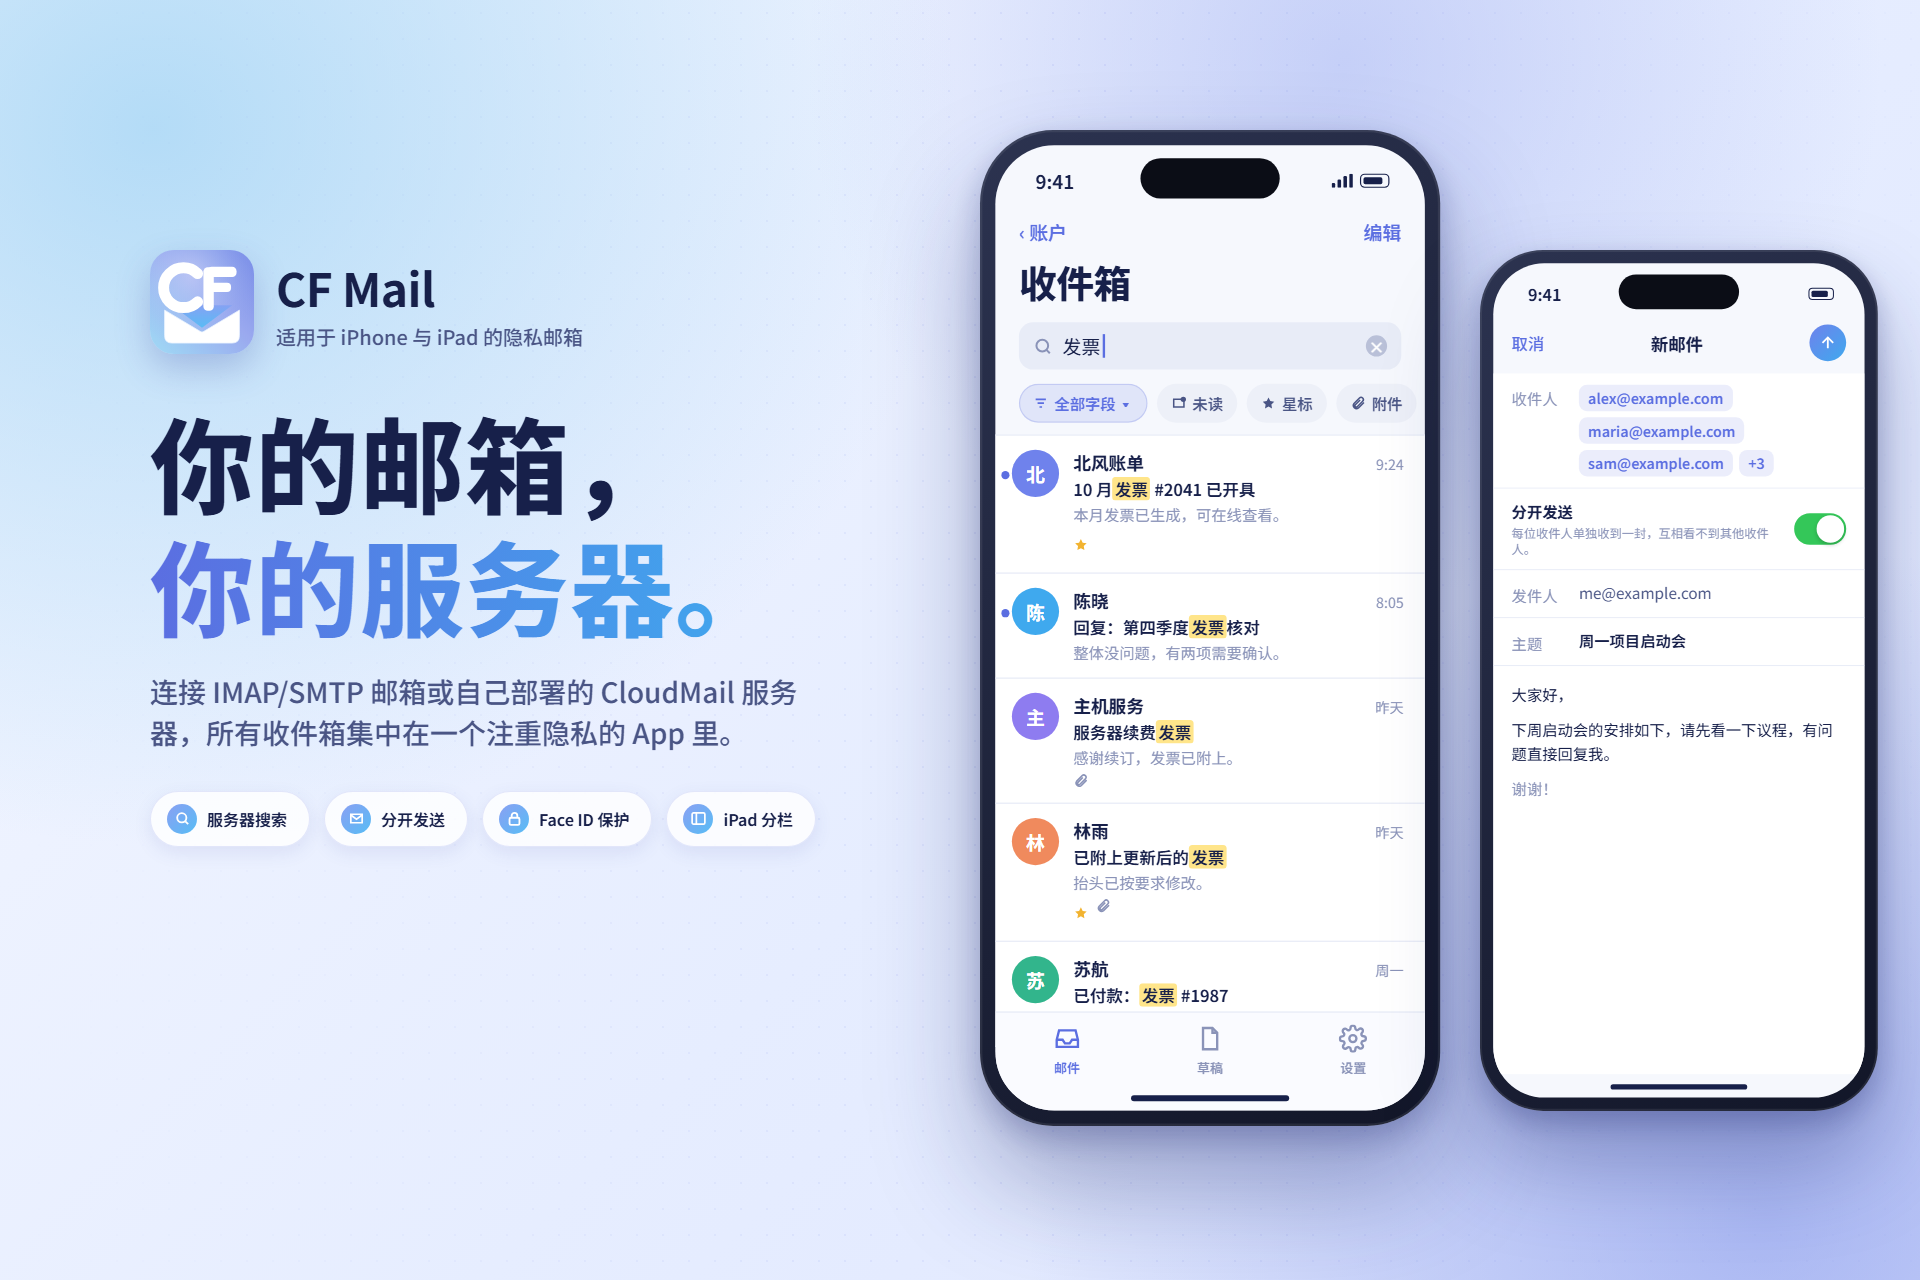 CF
CF Mail
适用于 iPhone 与 iPad 的隐私邮箱
你的邮箱，
你的服务器。
连接 IMAP/SMTP 邮箱或自己部署的 CloudMail 服务
器，所有收件箱集中在一个注重隐私的 App 里。
服务器搜索
分开发送
Face ID 保护
iPad 分栏
9:41
‹ 账户
编辑
收件箱
发票
全部字段
未读
星标
附件
北
北风账单
9:24
10 月发票 #2041 已开具
本月发票已生成，可在线查看。
陈
陈晓
8:05
回复：第四季度发票核对
整体没问题，有两项需要确认。
主
主机服务
昨天
服务器续费发票
感谢续订，发票已附上。
林
林雨
昨天
已附上更新后的发票
抬头已按要求修改。
苏
苏航
周一
已付款：发票 #1987
邮件
草稿
设置
9:41
取消
新邮件
收件人
alex@example.com
maria@example.com
sam@example.com
+3
分开发送
每位收件人单独收到一封，互相看不到其他收件
人。
发件人
me@example.com
主题
周一项目启动会
大家好，
下周启动会的安排如下，请先看一下议程，有问
题直接回复我。
谢谢！